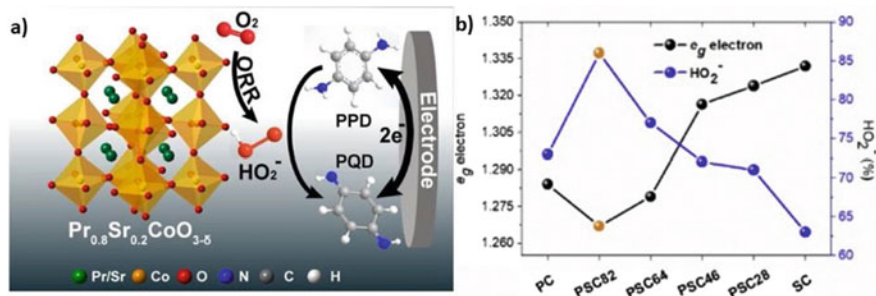 a)
O2
ORR
HO2-
PPD
2e-
PQD
Electrode
Pr0.8Sr0.2CoO3-δ
Pr/Sr Co O N C H
b)
1.335
1.320
1.305
1.290
1.275
1.260
eg electron
eg electron
HO2-
90
85
80
75
70
65
60
HO2- (%)
PC PSC82 PSC64 PSC46 PSC28 SC